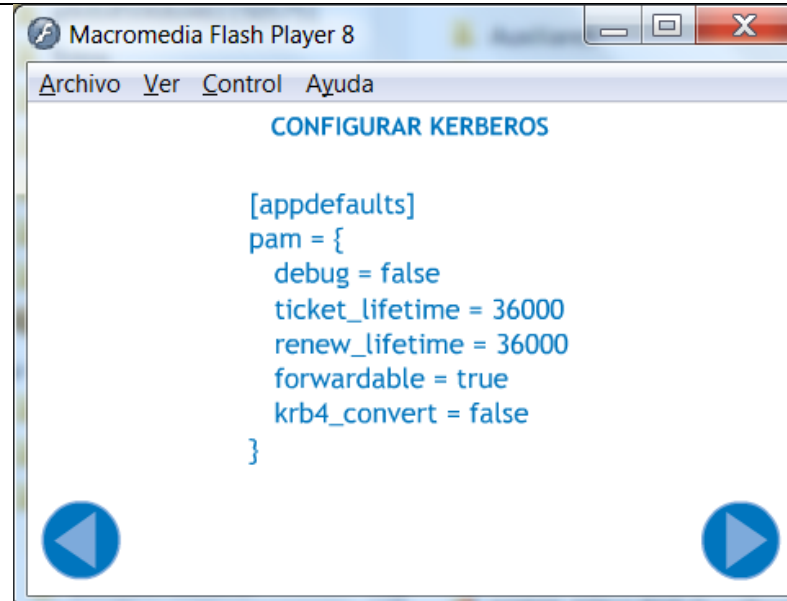 Macromedia Flash Player 8
Archivo Ver Control Ayuda
CONFIGURAR KERBEROS
[appdefaults]
pam = {
debug = false
ticket_lifetime = 36000
renew_lifetime = 36000
forwardable = true
krb4_convert = false
}